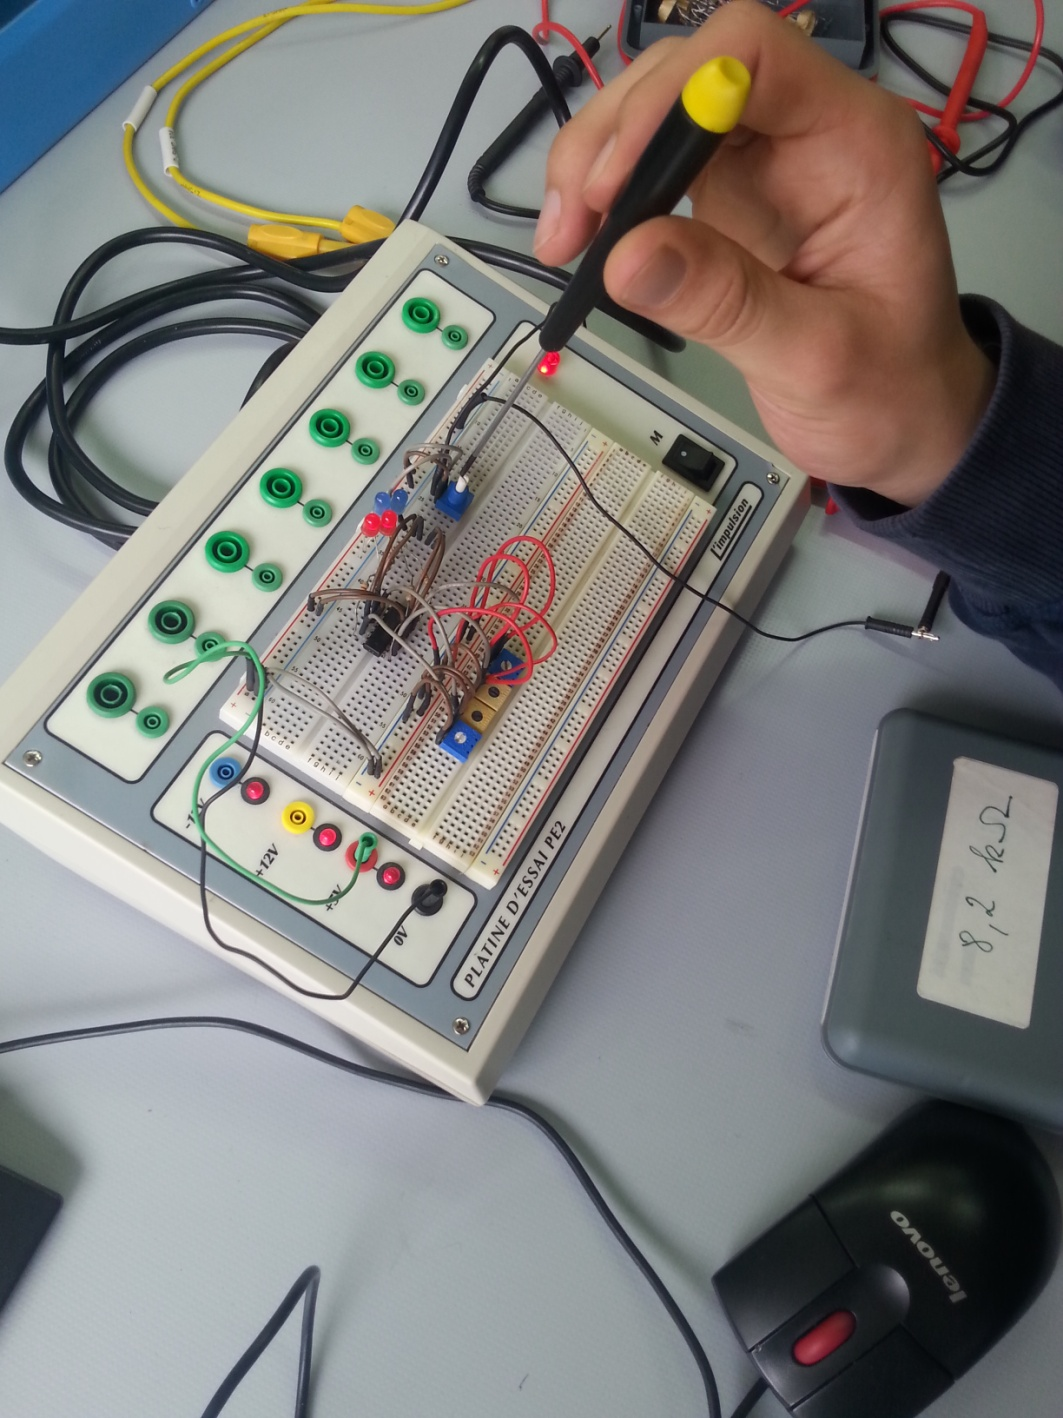 M
L'impulsion
+12V
+5V
0V
PLATINE D'ESSAI PE2
8,2 kΩ
lenovo